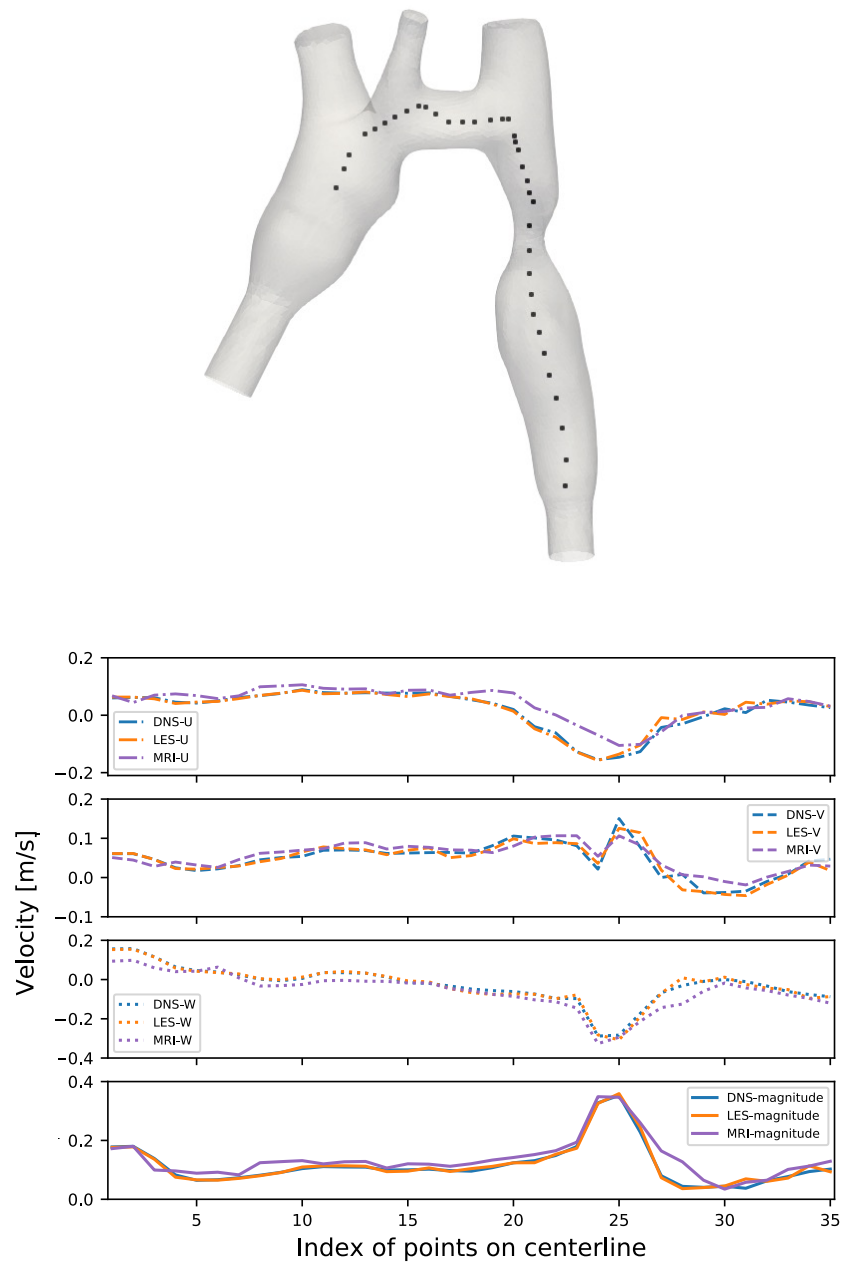 0.2
0.0
−0.2
DNS-U
LES-U
MRI-U
0.2
0.1
0.0
−0.1
DNS-V
LES-V
MRI-V
0.2
0.0
−0.2
−0.4
DNS-W
LES-W
MRI-W
0.4
0.2
0.0
DNS-magnitude
LES-magnitude
MRI-magnitude
5 10 15 20 25 30 35
Velocity [m/s]
Index of points on centerline